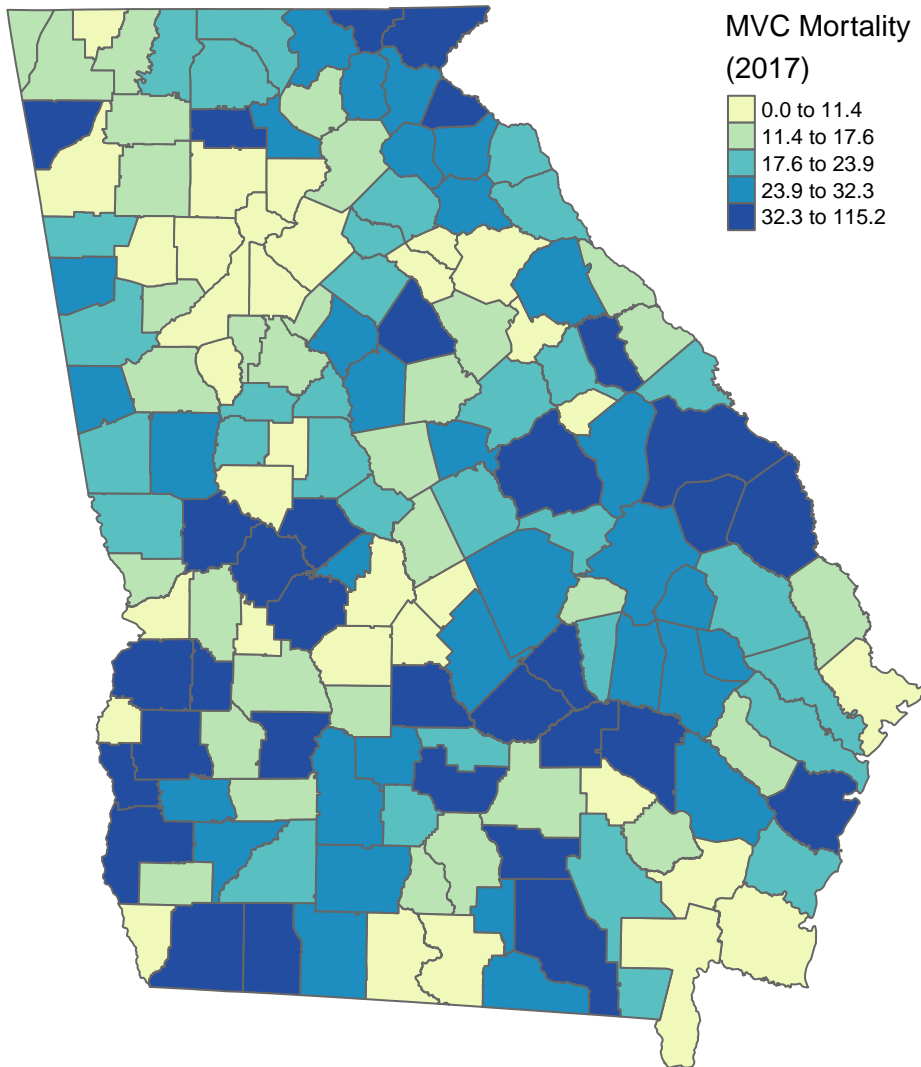 MVC Mortality
(2017)
0.0 to 11.4
11.4 to 17.6
17.6 to 23.9
23.9 to 32.3
32.3 to 115.2